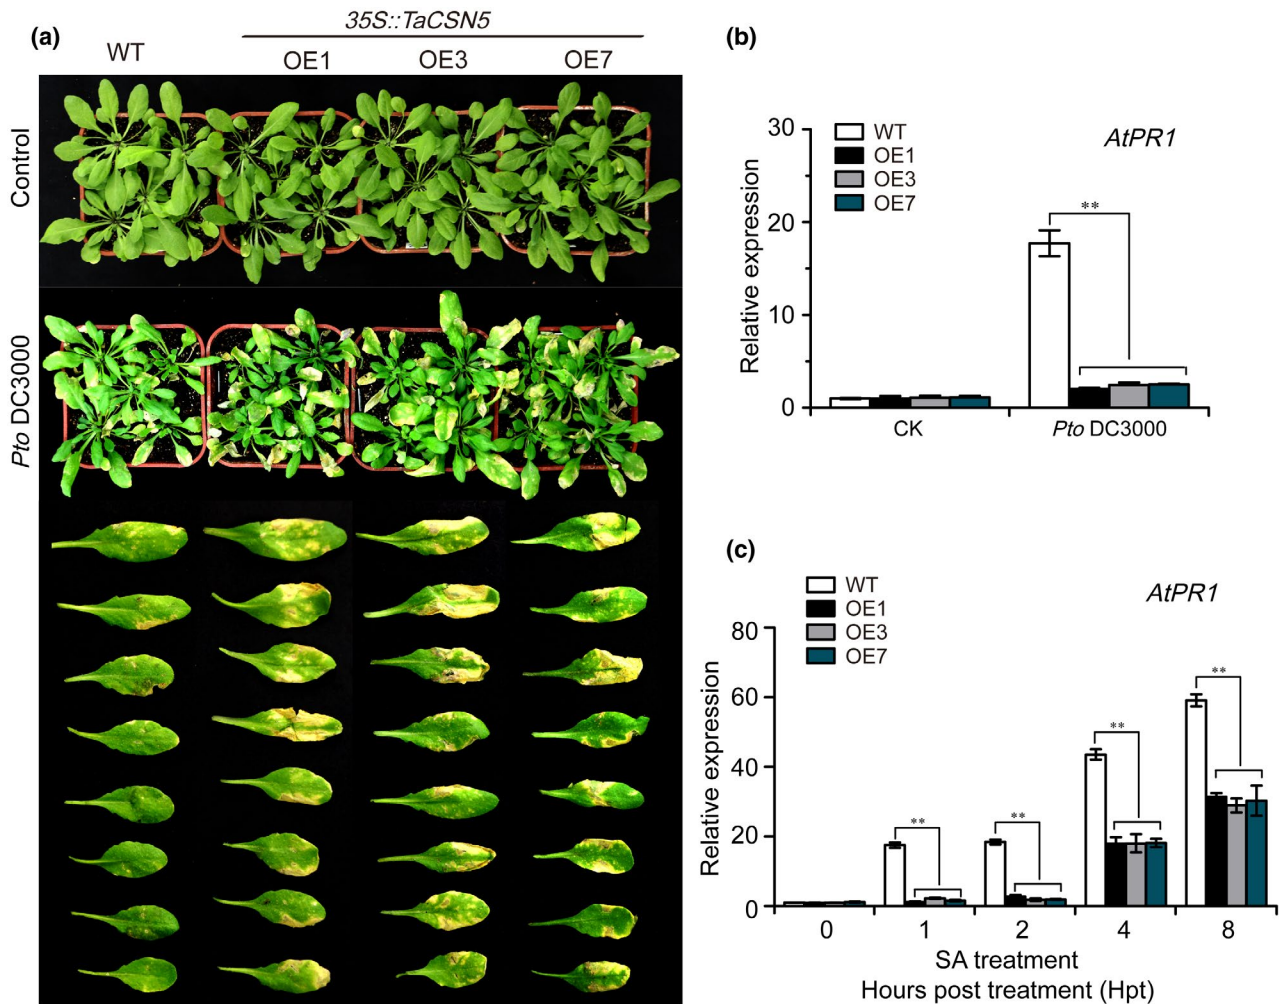 (a)
35S::TaCSN5
WT
OE1
OE3
OE7
Control
Pto DC3000
(b)
AtPR1
WT
OE1
OE3
OE7
Relative expression
30
20
10
0
**
CK
Pto DC3000
(c)
AtPR1
WT
OE1
OE3
OE7
Relative expression
80
60
40
20
0
**
**
**
**
0
1
2
4
8
SA treatment
Hours post treatment (Hpt)